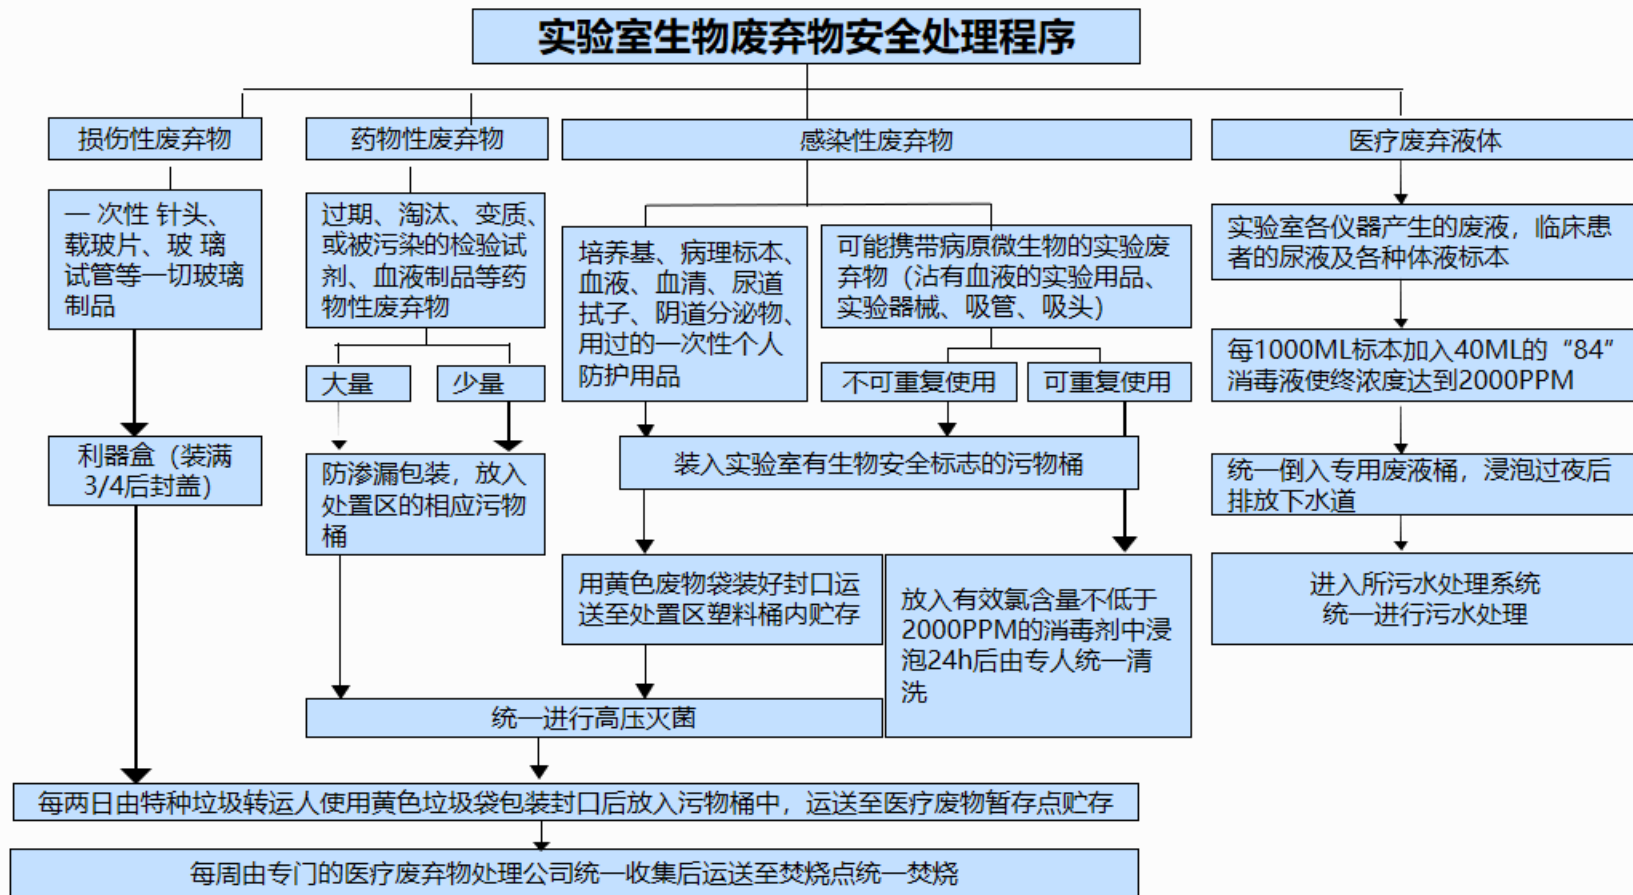 实验室生物废弃物安全处理程序
损伤性废弃物
药物性废弃物
感染性废弃物
医疗废弃液体
一 次性 针头、
载玻片、玻 璃
试管等一切玻璃
制品
过期、淘汰、变质、
或被污染的检验试
剂、血液制品等药
物性废弃物
培养基、病理标本、
血液、血清、尿道
拭子、阴道分泌物、
用过的一次性个人
防护用品
可能携带病原微生物的实验废
弃物（沾有血液的实验用品、
实验器械、吸管、吸头）
实验室各仪器产生的废液，临床患
者的尿液及各种体液标本
大量
少量
不可重复使用
可重复使用
每1000ML标本加入40ML的“84”
消毒液使终浓度达到2000PPM
利器盒（装满
3/4后封盖）
防渗漏包装，放入
处置区的相应污物
桶
装入实验室有生物安全标志的污物桶
统一倒入专用废液桶，浸泡过夜后
排放下水道
用黄色废物袋装好封口运
送至处置区塑料桶内贮存
放入有效氯含量不低于
2000PPM的消毒剂中浸
泡24h后由专人统一清
洗
进入所污水处理系统
统一进行污水处理
统一进行高压灭菌
每两日由特种垃圾转运人使用黄色垃圾袋包装封口后放入污物桶中，运送至医疗废物暂存点贮存
每周由专门的医疗废弃物处理公司统一收集后运送至焚烧点统一焚烧